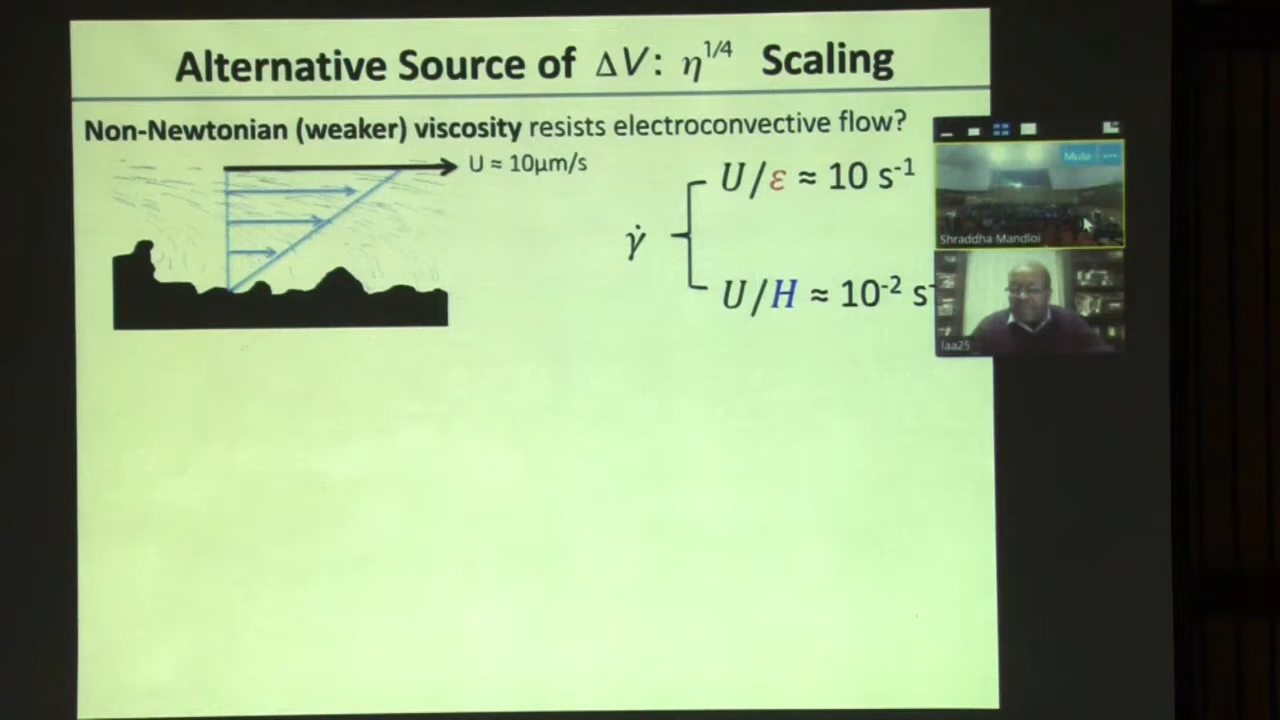 Alternative Source of ΔV: η^1/4 Scaling
Non-Newtonian (weaker) viscosity resists electroconvective flow?
U ≈ 10μm/s
U/ε ≈ 10 s⁻¹
γ̇
U/H ≈ 10⁻² s⁻
Mute
Shraddha Mandloi
laa25